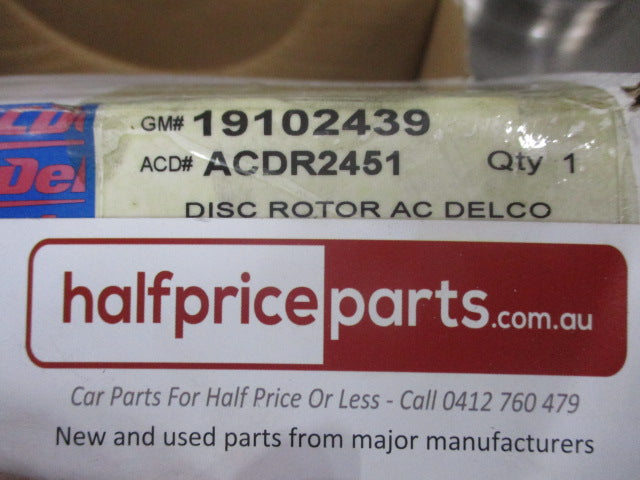 GM# 19102439
ACD# ACDR2451 Qty 1
Del
DISC ROTOR AC DELCO
halfpriceparts.com.au
Car Parts For Half Price Or Less - Call 0412 760 479
New and used parts from major manufacturers